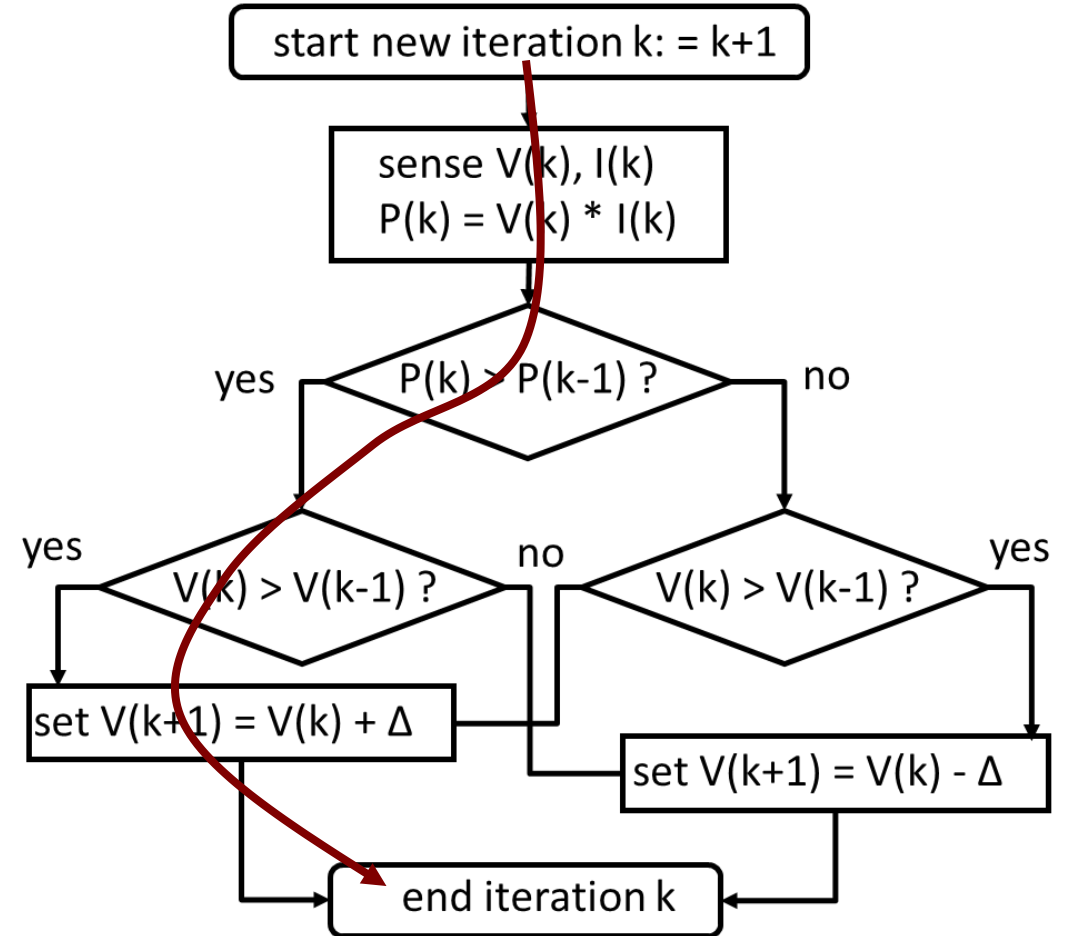 start new iteration k: = k+1
sense V(k), I(k)
P(k) = V(k) * I(k)
yes
P(k) > P(k-1) ?
no
yes
V(k) > V(k-1) ?
no
V(k) > V(k-1) ?
yes
set V(k+1) = V(k) + Δ
set V(k+1) = V(k) - Δ
end iteration k